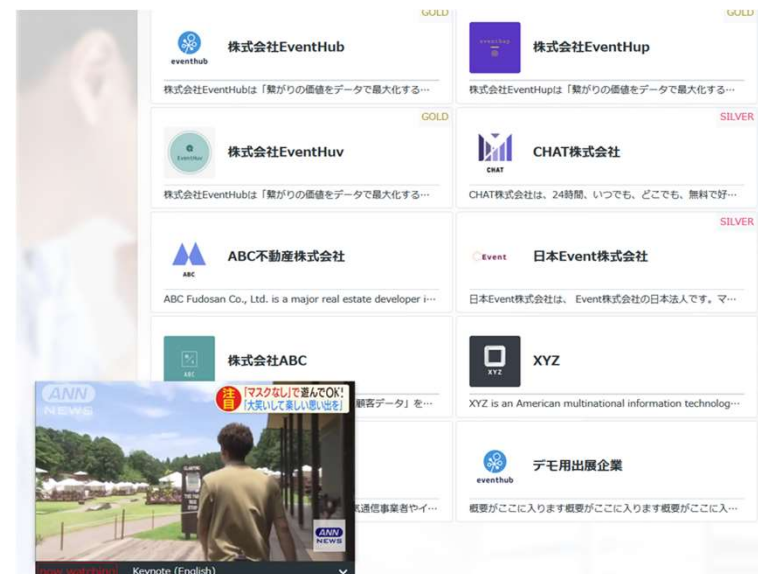 GOLD
GOLD
eventhub
株式会社EventHub
eventhup
株式会社EventHup
株式会社EventHubは「繋がりの価値をデータで最大化する…
株式会社EventHupは「繋がりの価値をデータで最大化する…
GOLD
SILVER
EventHuv
株式会社EventHuv
CHAT
CHAT株式会社
株式会社EventHubは「繋がりの価値をデータで最大化する…
CHAT株式会社は、24時間、いつでも、どこでも、無料で好…
SILVER
ABC
ABC不動産株式会社
Event
日本Event株式会社
ABC Fudosan Co., Ltd. is a major real estate developer i…
日本Event株式会社は、 Event株式会社の日本法人です。マ…
ABC
株式会社ABC
XYZ
XYZ
顧客データ」を…
XYZ is an American multinational information technolog…
ANN
NEWS
注目
「マスクなし」で遊んでOK!
「大笑いして楽しい思い出を」
eventhub
デモ用出展企業
気通信事業者やイ…
概要がここに入ります概要がここに入ります概要がここに入…
ANN
NEWS
now watching!
Keynote (English)